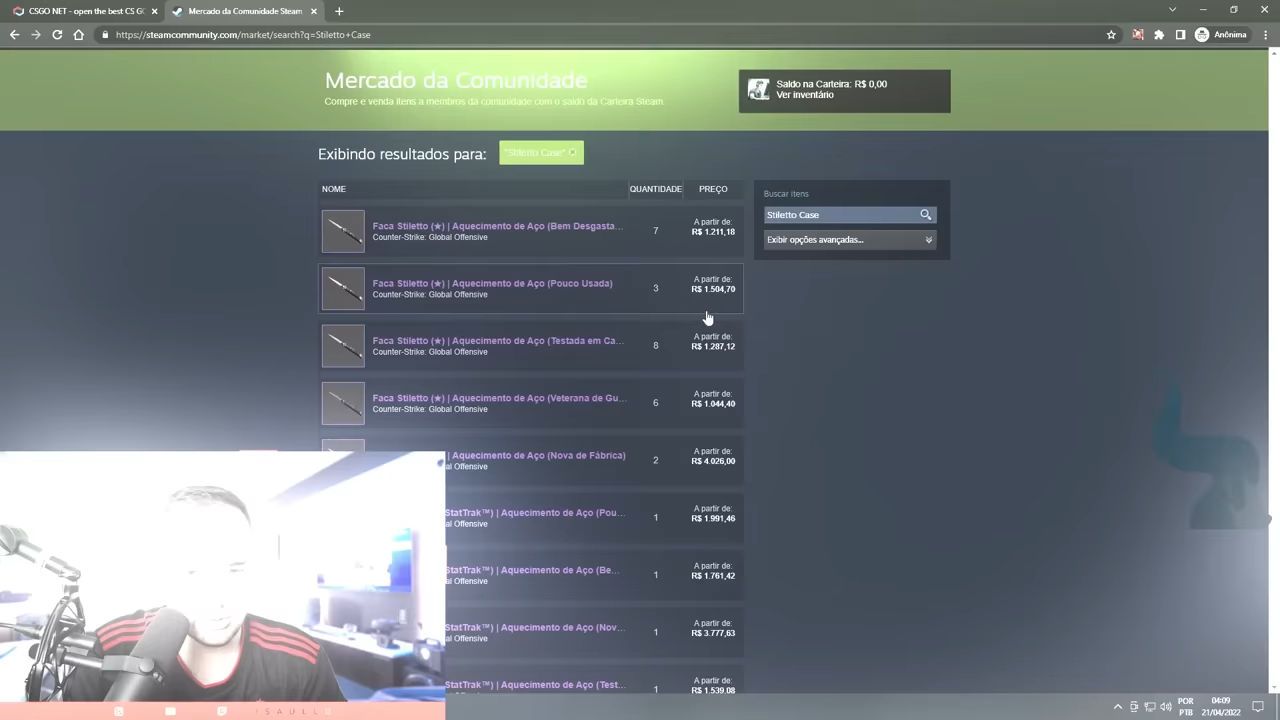 CSGO NET - open the best CS G
Mercado da Comunidade Steam
https://steamcommunity.com/market/search?q=Stiletto+Case
Anônima
Mercado da Comunidade
Compre e venda itens a membros da comunidade com o saldo da Carteira Steam.
Saldo na Carteira: R$ 0,00
Ver inventário
Exibindo resultados para:
"Stiletto Case"
NOME QUANTIDADE PREÇO
Buscar itens
Stiletto Case
Exibir opções avançadas...
Faca Stiletto (★) | Aquecimento de Aço (Bem Desgasta...
Counter-Strike: Global Offensive
7
A partir de:
R$ 1.211,18
Faca Stiletto (★) | Aquecimento de Aço (Pouco Usada)
Counter-Strike: Global Offensive
3
A partir de:
R$ 1.504,70
Faca Stiletto (★) | Aquecimento de Aço (Testada em Ca...
Counter-Strike: Global Offensive
8
A partir de:
R$ 1.287,12
Faca Stiletto (★) | Aquecimento de Aço (Veterana de Gu...
Counter-Strike: Global Offensive
6
A partir de:
R$ 1.044,40
| Aquecimento de Aço (Nova de Fábrica)
al Offensive
2
A partir de:
R$ 4.026,00
StatTrak™) | Aquecimento de Aço (Pou...
al Offensive
1
A partir de:
R$ 1.991,46
StatTrak™) | Aquecimento de Aço (Be...
al Offensive
1
A partir de:
R$ 1.761,42
StatTrak™) | Aquecimento de Aço (Nov...
al Offensive
1
A partir de:
R$ 3.777,63
StatTrak™) | Aquecimento de Aço (Test...
1
A partir de:
R$ 1.539,08
POR
PTB
04:09
21/04/2022